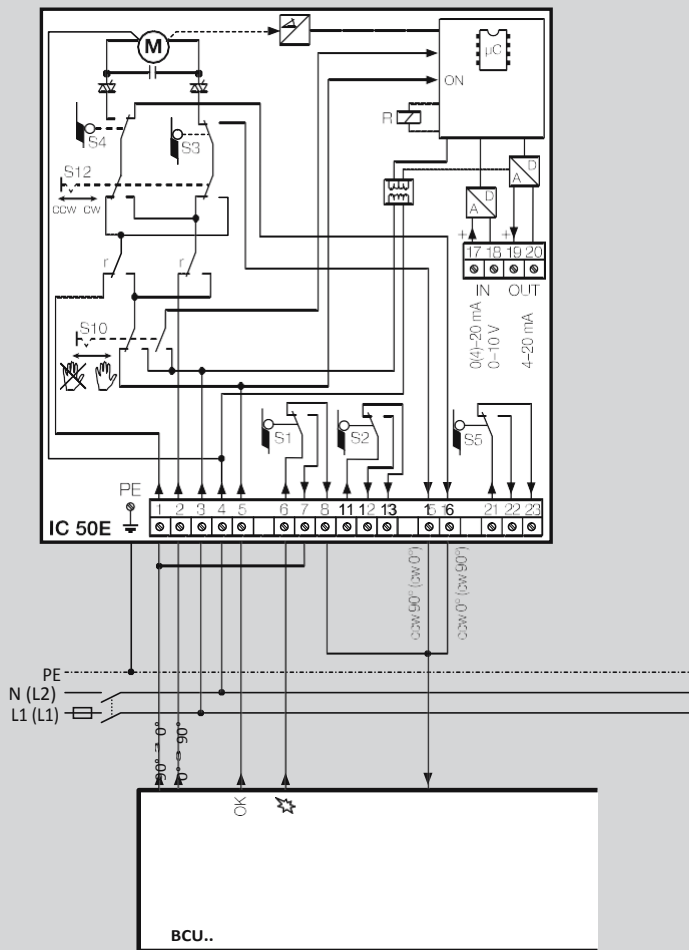 M
µC
ON
R
S4
S3
S12
ccw cw
D
A
D
A
+
+
17 18 19 20
IN OUT
0(4)–20 mA
0–10 V
4–20 mA
r
r
S10
S1
S2
S5
PE
1 2 3 4 5 6 7 8 11 12 13 15 16 21 22 23
IC 50E
ccw 90° (cw 0°)
ccw 0° (cw 90°)
PE
N (L2)
L1 (L1)
90° → 0°
0° → 90°
OK
BCU..